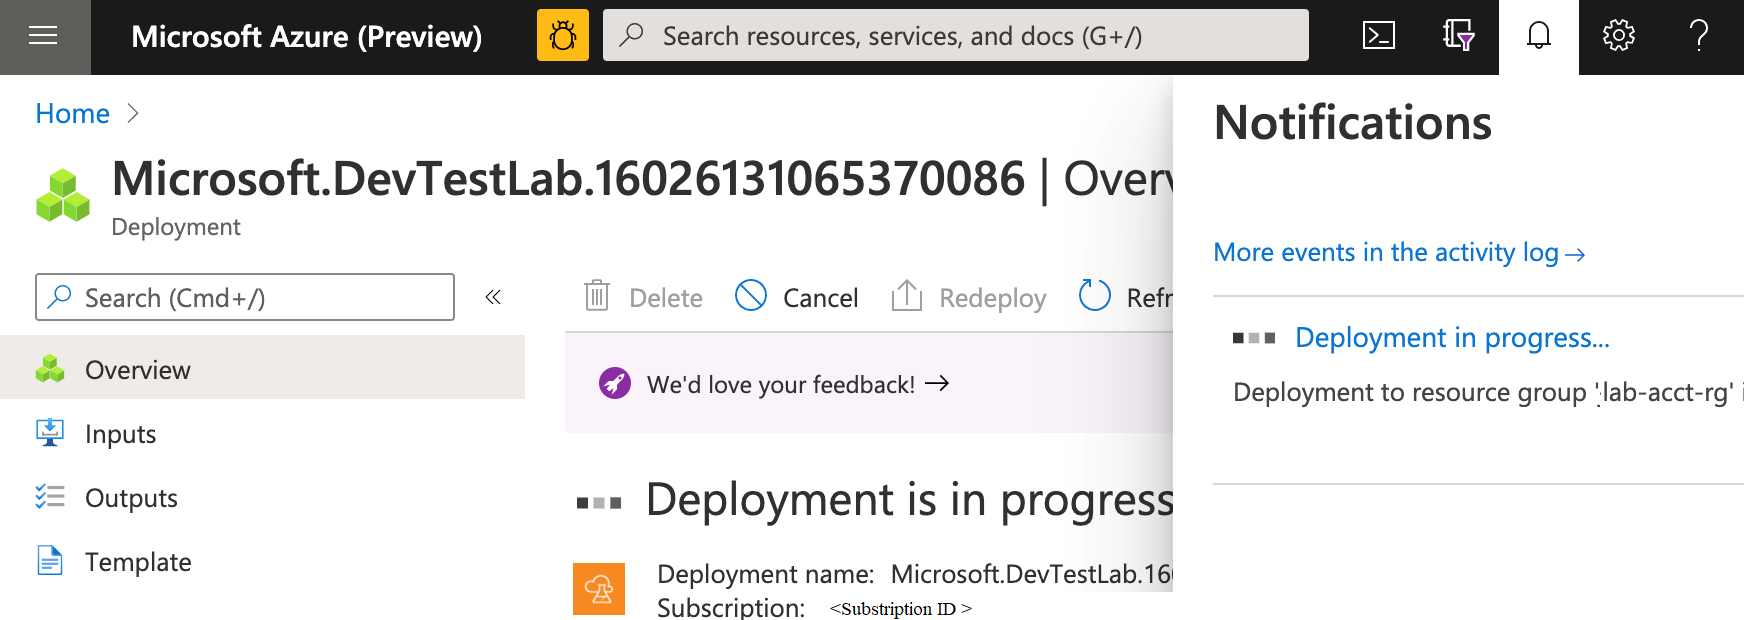 Microsoft Azure (Preview)
Search resources, services, and docs (G+/)
Home
Microsoft.DevTestLab.16026131065370086 | Overv
Deployment
Search (Cmd+/)
Overview
Inputs
Outputs
Template
Delete
Cancel
Redeploy
Refr
We'd love your feedback! →
Deployment is in progress
Deployment name: Microsoft.DevTestLab.160
Subscription: <Substription ID >
Notifications
More events in the activity log →
Deployment in progress...
Deployment to resource group 'lab-acct-rg' i